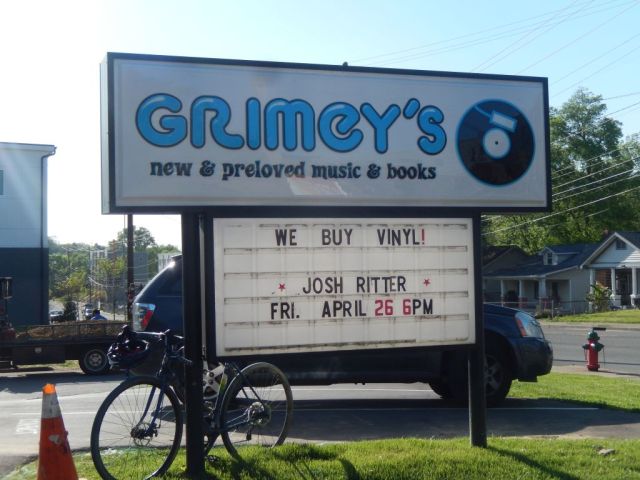 GRIMEY'S
new & preloved music & books
WE BUY VINYL!
* JOSH RITTER *
FRI. APRIL 26 6PM